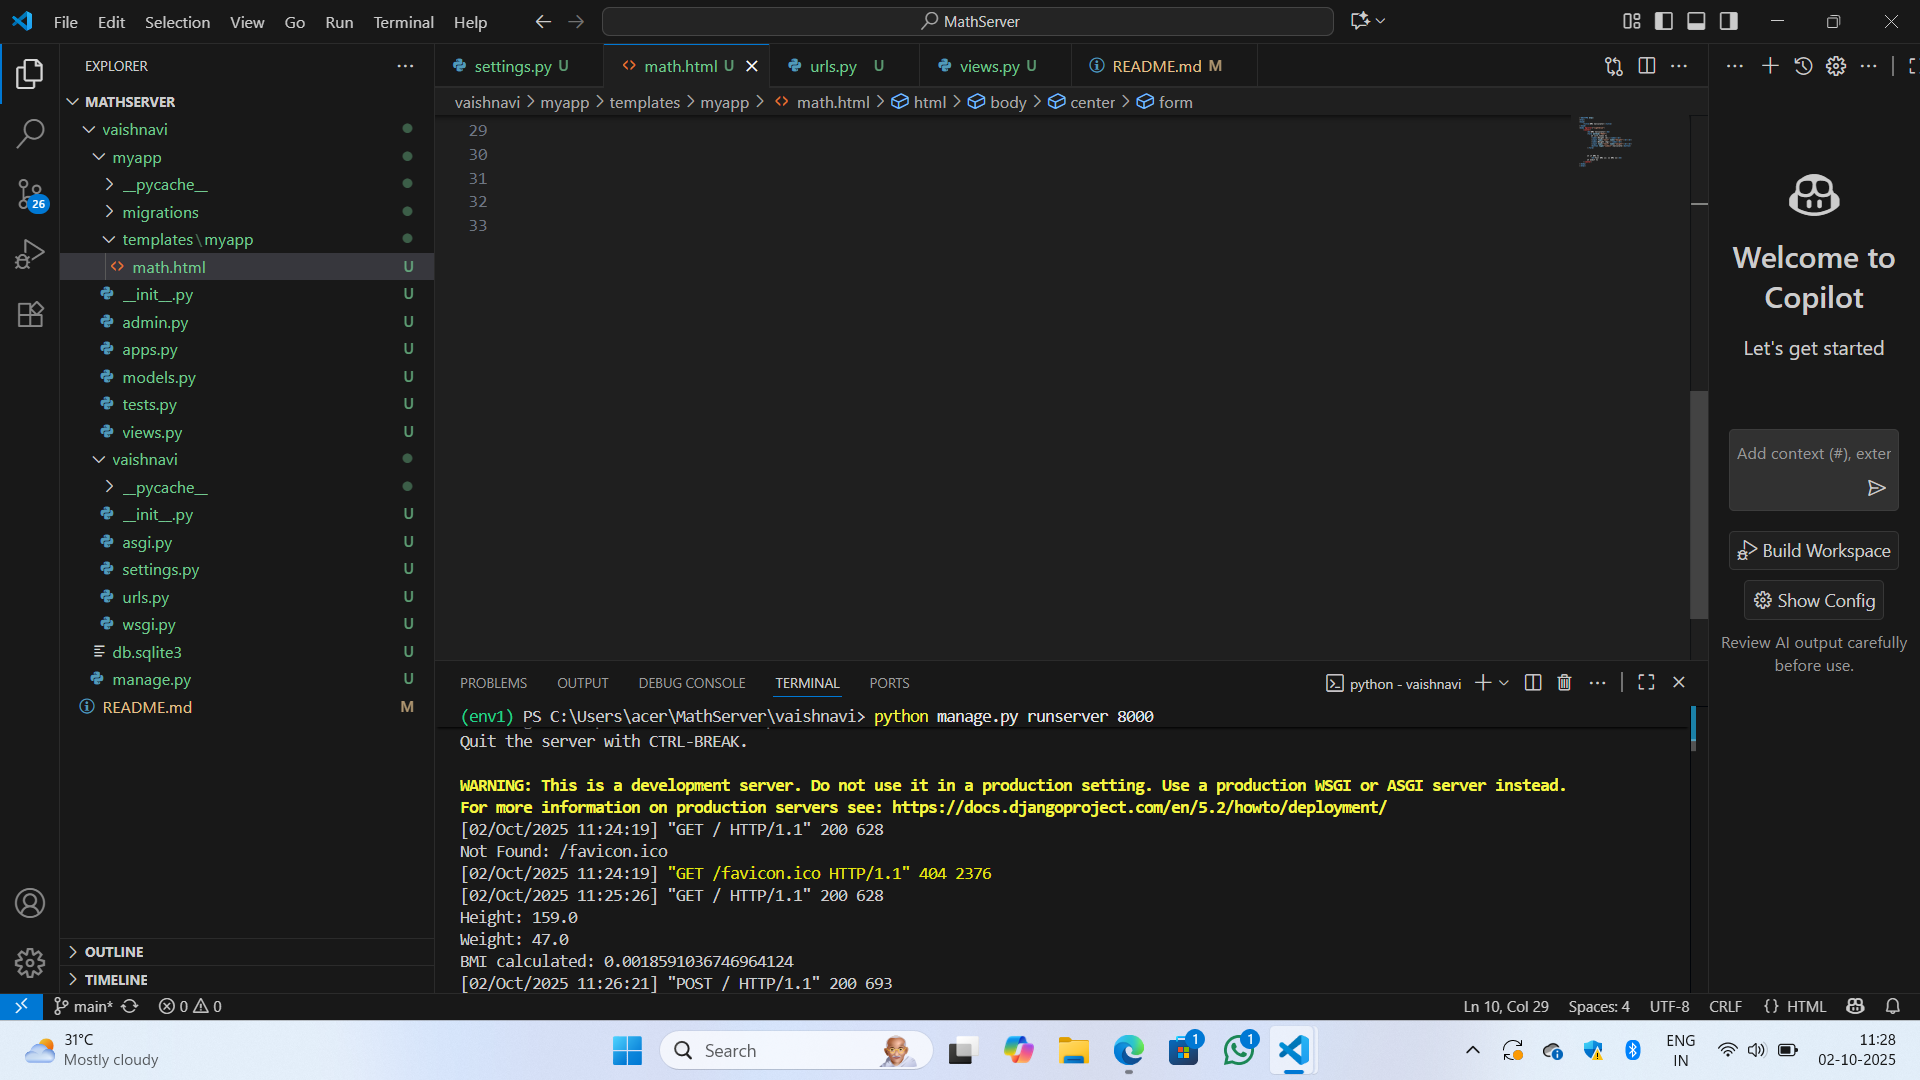 File Edit Selection View Go Run Terminal Help
MathServer
EXPLORER
MATHSERVER
vaishnavi
myapp
__pycache__
migrations
templates\myapp
math.html U
__init__.py U
admin.py U
apps.py U
models.py U
tests.py U
views.py U
vaishnavi
__pycache__
__init__.py U
asgi.py U
settings.py U
urls.py U
wsgi.py U
db.sqlite3 U
manage.py U
README.md M
OUTLINE
TIMELINE
26
settings.py U math.html U urls.py U views.py U README.md M
vaishnavi > myapp > templates > myapp > math.html > html > body > center > form
29
30
31
32
33
PROBLEMS OUTPUT DEBUG CONSOLE TERMINAL PORTS
python - vaishnavi
(env1) PS C:\Users\acer\MathServer\vaishnavi> python manage.py runserver 8000
Quit the server with CTRL-BREAK.
WARNING: This is a development server. Do not use it in a production setting. Use a production WSGI or ASGI server instead.
For more information on production servers see: https://docs.djangoproject.com/en/5.2/howto/deployment/
[02/Oct/2025 11:24:19] "GET / HTTP/1.1" 200 628
Not Found: /favicon.ico
[02/Oct/2025 11:24:19] "GET /favicon.ico HTTP/1.1" 404 2376
[02/Oct/2025 11:25:26] "GET / HTTP/1.1" 200 628
Height: 159.0
Weight: 47.0
BMI calculated: 0.0018591036746964124
[02/Oct/2025 11:26:21] "POST / HTTP/1.1" 200 693
Welcome to
Copilot
Let's get started
Add context (#), exter
Build Workspace
Show Config
Review AI output carefully
before use.
main* 0 0
Ln 10, Col 29 Spaces: 4 UTF-8 CRLF {} HTML
31°C
Mostly cloudy
Search
1
1
ENG
IN
11:28
02-10-2025